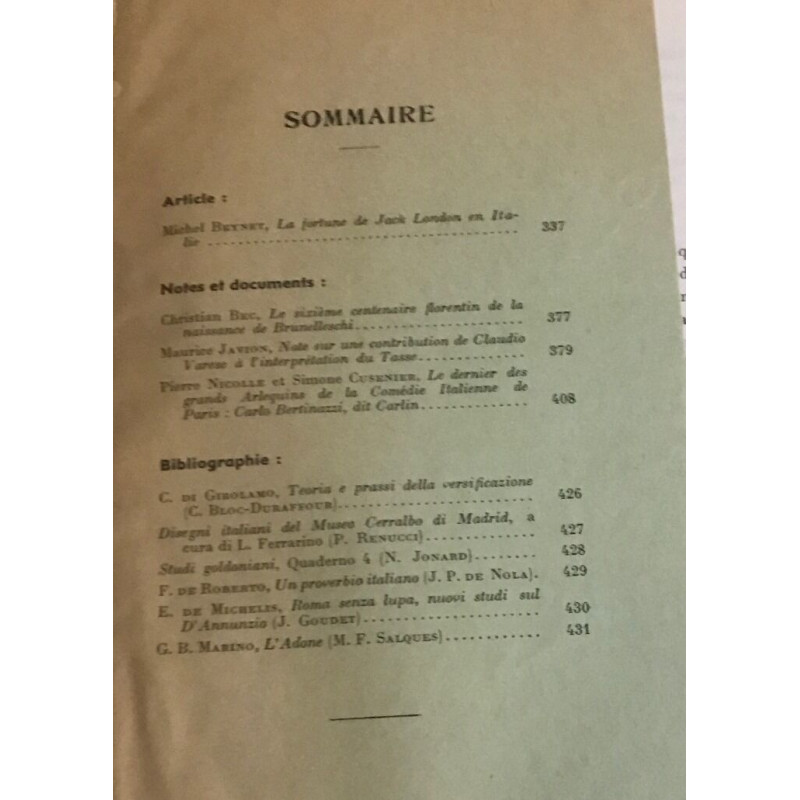 SOMMAIRE
Article :
Michel Beynet, La fortune de Jack London en Ita-
lie .................................... 337
Notes et documents :
Christian Bec, Le sixième centenaire florentin de la
naissance de Brunelleschi...................... 377
Maurice Javion, Note sur une contribution de Claudio
Varese à l'interprétation du Tasse.............. 379
Pierre Nicolle et Simone Cusenier, Le dernier des
grands Arlequins de la Comédie Italienne de
Paris : Carlo Bertinazzi, dit Carlin.............. 408
Bibliographie :
C. di Girolamo, Teoria e prassi della versificazione
(C. Bloc-Duraffour)......................... 426
Disegni italiani del Museo Cerralbo di Madrid, a
cura di L. Ferrarino (P. Renucci).............. 427
Studi goldoniani, Quaderno 4 (N. Jonard)........ 428
F. de Roberto, Un proverbio italiano (J. P. de Nola). 429
E. de Michelis, Roma senza lupa, nuovi studi sul
D'Annunzio (J. Goudet)...................... 430
G. B. Marino, L'Adone (M. F. Salques)............ 431